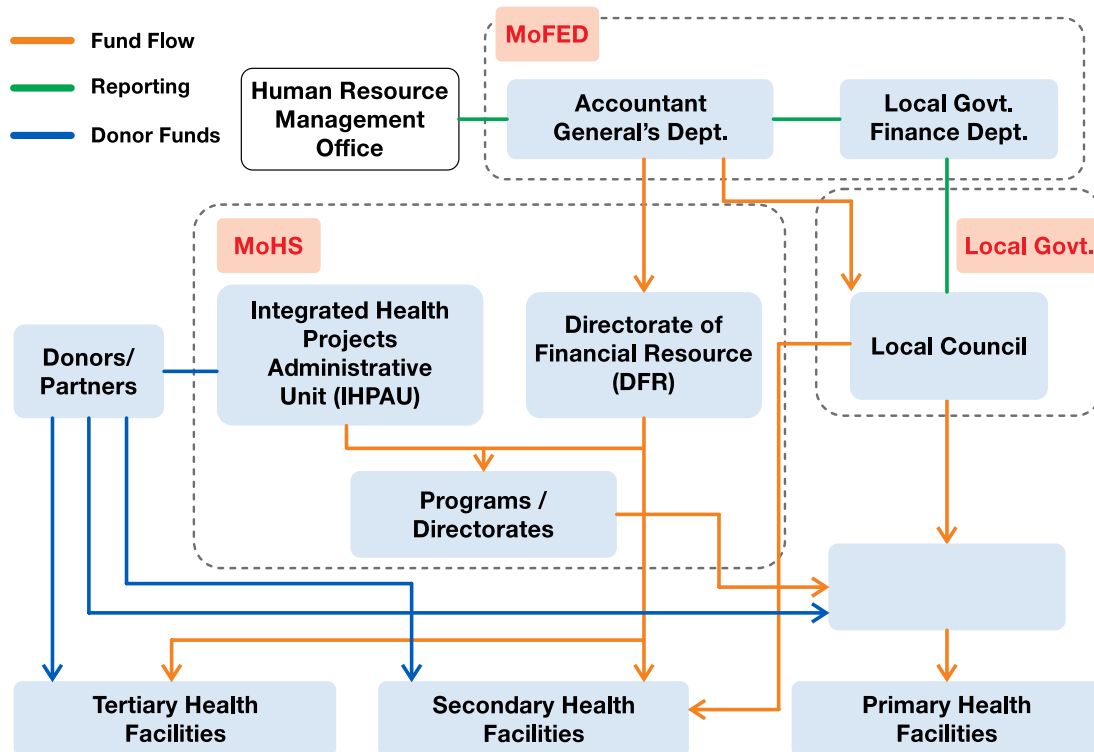 Fund Flow
Reporting
Donor Funds
MoFED
Human Resource
Management
Office
Accountant
General's Dept.
Local Govt.
Finance Dept.
MoHS
Local Govt.
Integrated Health
Projects
Administrative
Unit (IHPAU)
Directorate of
Financial Resource
(DFR)
Local Council
Donors/
Partners
Programs /
Directorates
Tertiary Health
Facilities
Secondary Health
Facilities
Primary Health
Facilities